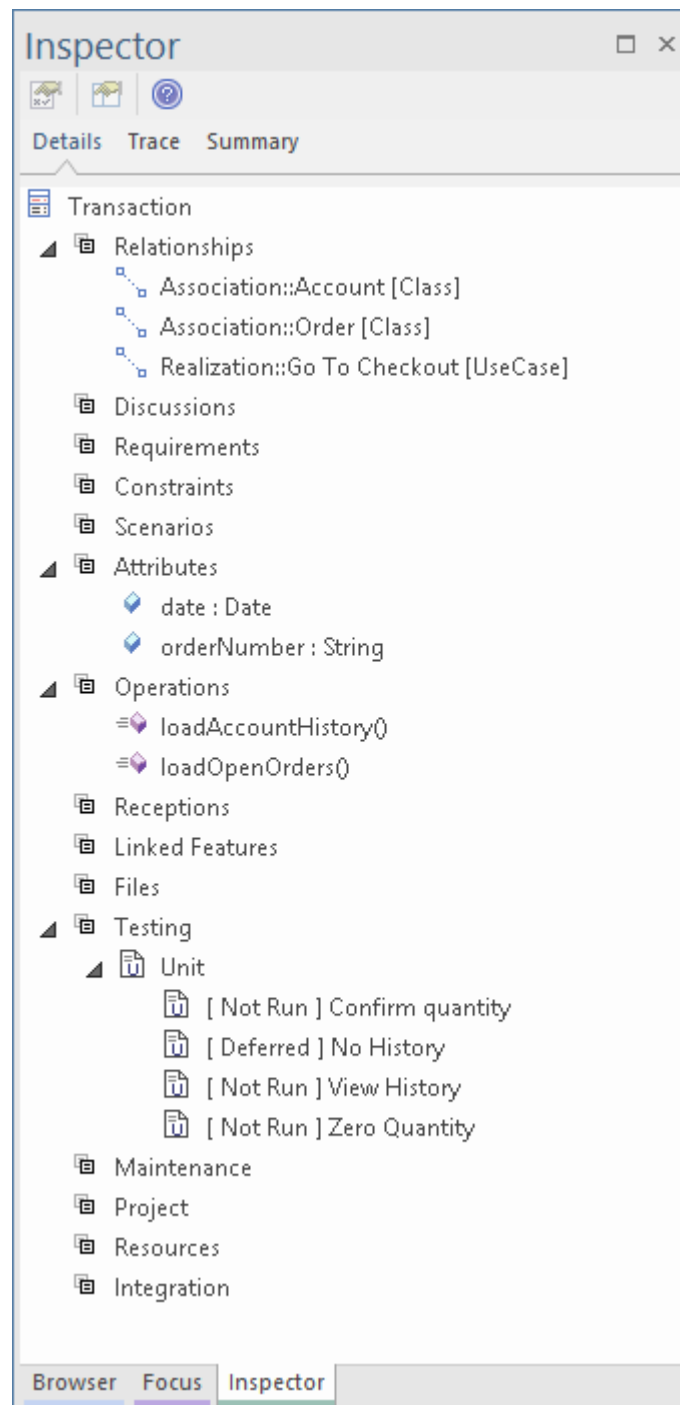 Inspector
Details Trace Summary
Transaction
Relationships
Association::Account [Class]
Association::Order [Class]
Realization::Go To Checkout [UseCase]
Discussions
Requirements
Constraints
Scenarios
Attributes
date : Date
orderNumber : String
Operations
loadAccountHistory()
loadOpenOrders()
Receptions
Linked Features
Files
Testing
Unit
[ Not Run ] Confirm quantity
[ Deferred ] No History
[ Not Run ] View History
[ Not Run ] Zero Quantity
Maintenance
Project
Resources
Integration
Browser Focus Inspector